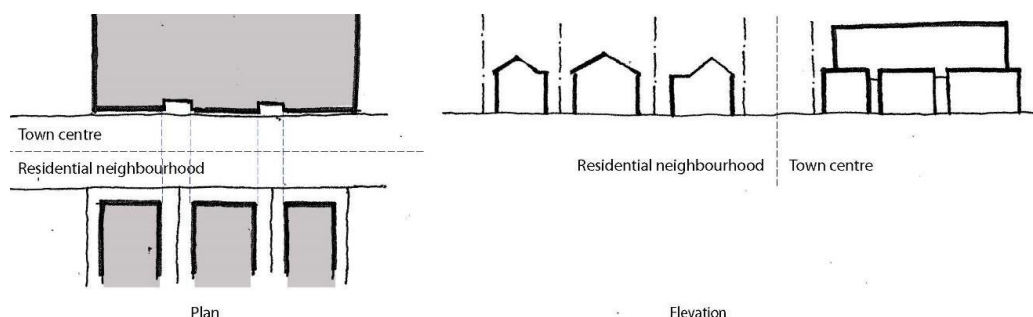 Town centre
Residential neighbourhood
Plan
Residential neighbourhood
Town centre
Elevation